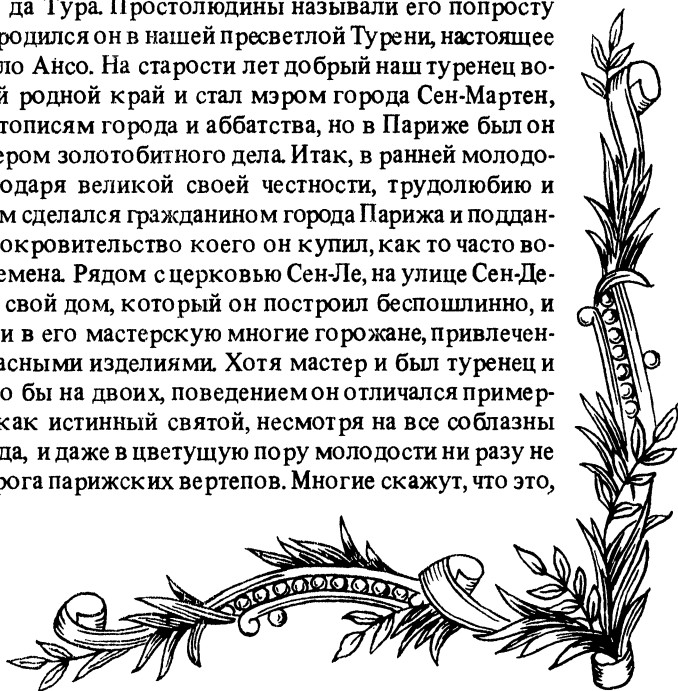 да Тура. Простолюдины называли его попросту
родился он в нашей пресветлой Турени, настоящее
ло Ансо. На старости лет добрый наш туренец во-
й родной край и стал мэром города Сен-Мартен,
тописям города и аббатства, но в Париже был он
ером золотобитного дела. Итак, в ранней молодо-
одаря великой своей честности, трудолюбию и
м сделался гражданином города Парижа и поддан-
окровительство коего он купил, как то часто во-
емена. Рядом с церковью Сен-Ле, на улице Сен-Де-
свой дом, который он построил беспошлинно, и
и в его мастерскую многие горожане, привлечен-
асными изделиями. Хотя мастер и был туренец и
о бы на двоих, поведением он отличался пример-
как истинный святой, несмотря на все соблазны
да, и даже в цветущую пору молодости ни разу не
рога парижских вертепов. Многие скажут, что это,